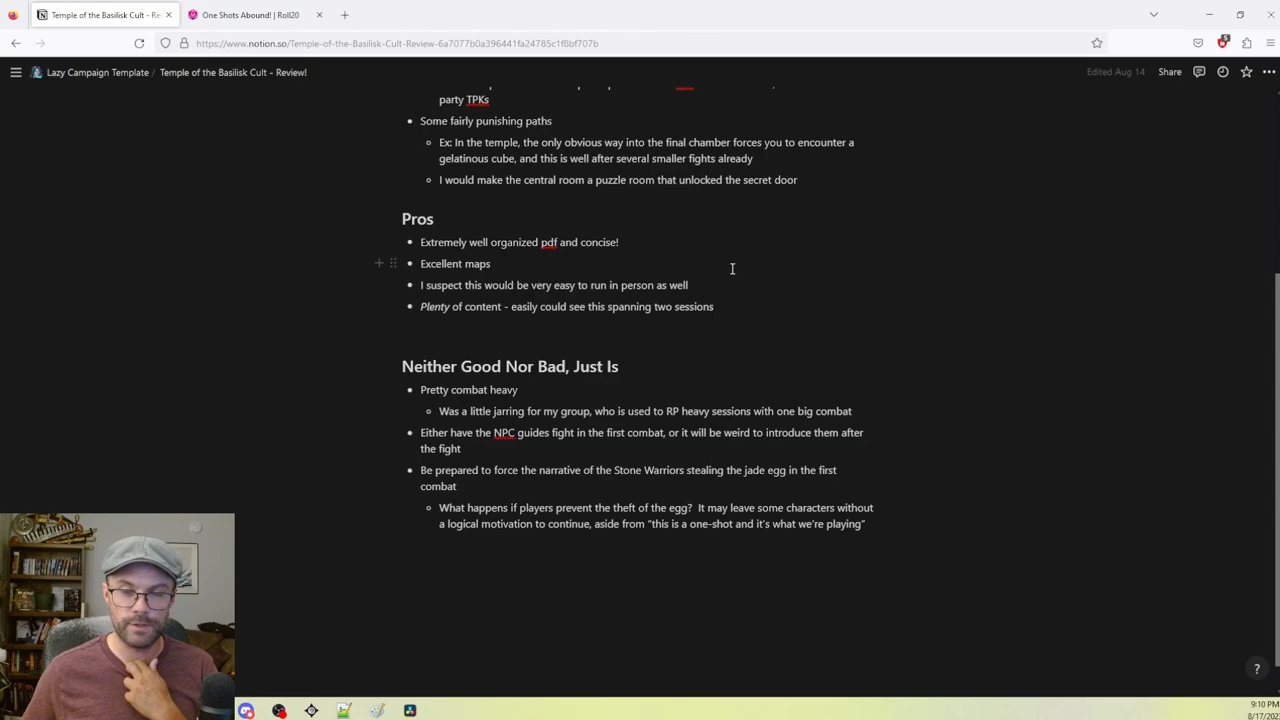 Temple of the Basilisk Cult - Re
One Shots Abound! | Roll20
https://www.notion.so/Temple-of-the-Basilisk-Cult-Review-6a7077b0a396441fa24785c1f8bf707b
Lazy Campaign Template / Temple of the Basilisk Cult - Review!
Edited Aug 14
Share
party TPKs
Some fairly punishing paths
Ex: In the temple, the only obvious way into the final chamber forces you to encounter a
gelatinous cube, and this is well after several smaller fights already
I would make the central room a puzzle room that unlocked the secret door
Pros
Extremely well organized pdf and concise!
Excellent maps
I suspect this would be very easy to run in person as well
Plenty of content - easily could see this spanning two sessions
Neither Good Nor Bad, Just Is
Pretty combat heavy
Was a little jarring for my group, who is used to RP heavy sessions with one big combat
Either have the NPC guides fight in the first combat, or it will be weird to introduce them after
the fight
Be prepared to force the narrative of the Stone Warriors stealing the jade egg in the first
combat
What happens if players prevent the theft of the egg? It may leave some characters without
a logical motivation to continue, aside from “this is a one-shot and it’s what we’re playing”
?
9:10 PM